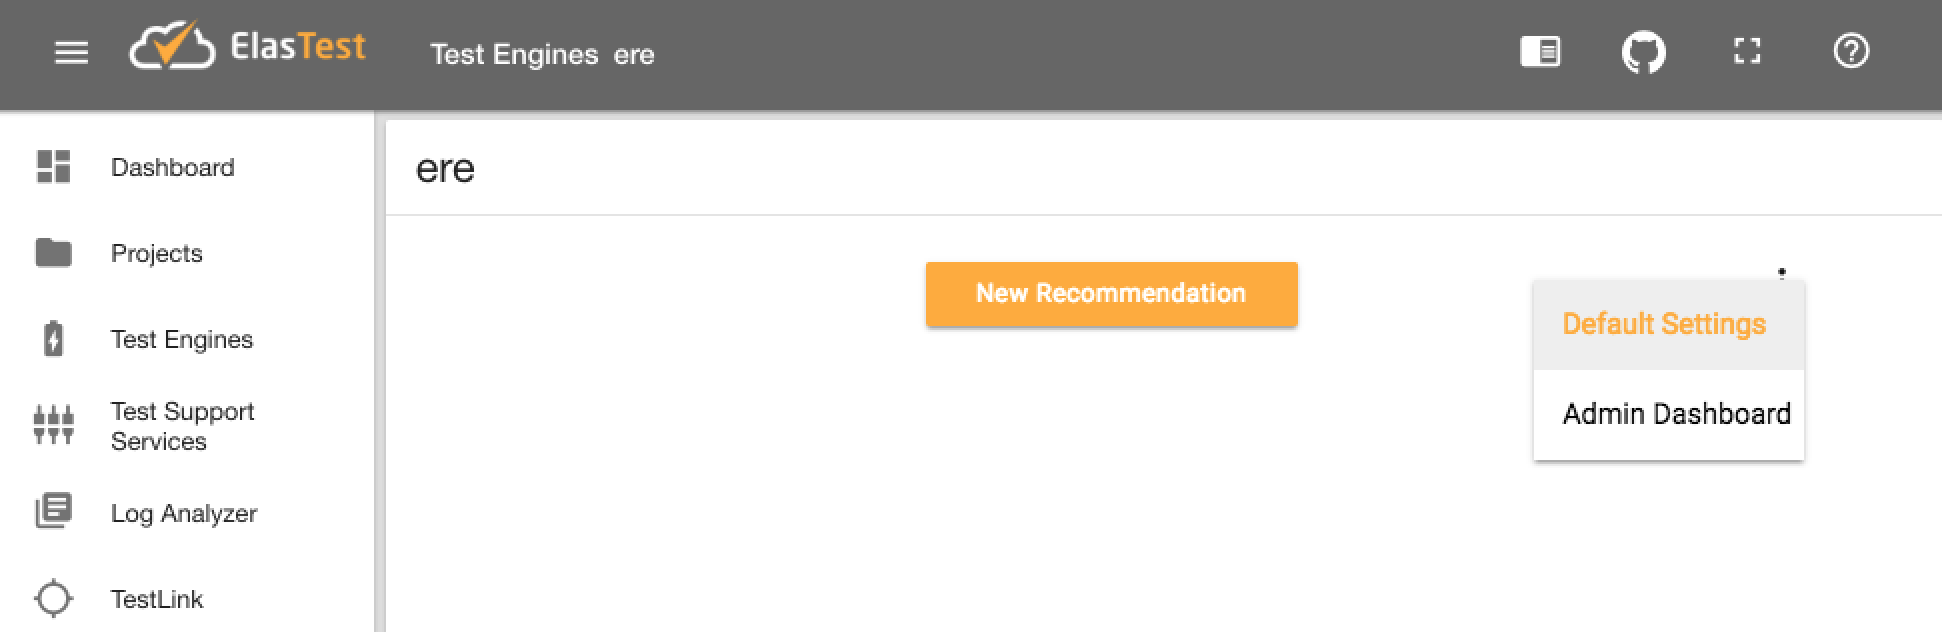 ElasTest
Test Engines ere
Dashboard
Projects
Test Engines
Test Support
Services
Log Analyzer
TestLink
ere
New Recommendation
Default Settings
Admin Dashboard